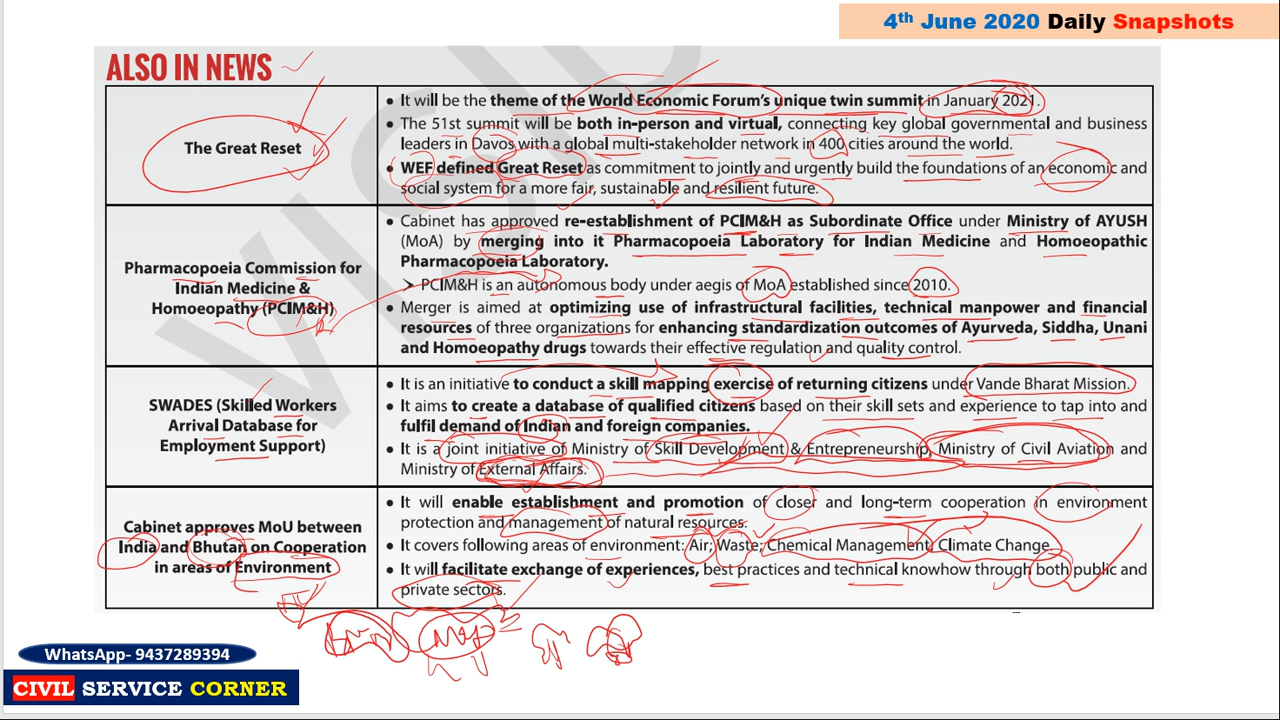 4th June 2020 Daily Snapshots
ALSO IN NEWS
The Great Reset
• It will be the theme of the World Economic Forum's unique twin summit in January 2021.
• The 51st summit will be both in-person and virtual, connecting key global governmental and business
leaders in Davos with a global multi-stakeholder network in 400 cities around the world.
• WEF defined Great Reset as commitment to jointly and urgently build the foundations of an economic and
social system for a more fair, sustainable and resilient future.
Pharmacopoeia Commission for
Indian Medicine &
Homoeopathy (PCIM&H)
• Cabinet has approved re-establishment of PCIM&H as Subordinate Office under Ministry of AYUSH
(MoA) by merging into it Pharmacopoeia Laboratory for Indian Medicine and Homoeopathic
Pharmacopoeia Laboratory.
➤ PCIM&H is an autonomous body under aegis of MoA established since 2010.
• Merger is aimed at optimizing use of infrastructural facilities, technical manpower and financial
resources of three organizations for enhancing standardization outcomes of Ayurveda, Siddha, Unani
and Homoeopathy drugs towards their effective regulation and quality control.
SWADES (Skilled Workers
Arrival Database for
Employment Support)
• It is an initiative to conduct a skill mapping exercise of returning citizens under Vande Bharat Mission.
• It aims to create a database of qualified citizens based on their skill sets and experience to tap into and
fulfil demand of Indian and foreign companies.
• It is a joint initiative of Ministry of Skill Development & Entrepreneurship, Ministry of Civil Aviation and
Ministry of External Affairs.
Cabinet approves MoU between
India and Bhutan on Cooperation
in areas of Environment
• It will enable establishment and promotion of closer and long-term cooperation in environment
protection and management of natural resources.
• It covers following areas of environment: Air; Waste; Chemical Management; Climate Change.
• It will facilitate exchange of experiences, best practices and technical knowhow through both public and
private sectors.
WhatsApp- 9437289394
CIVIL SERVICE CORNER